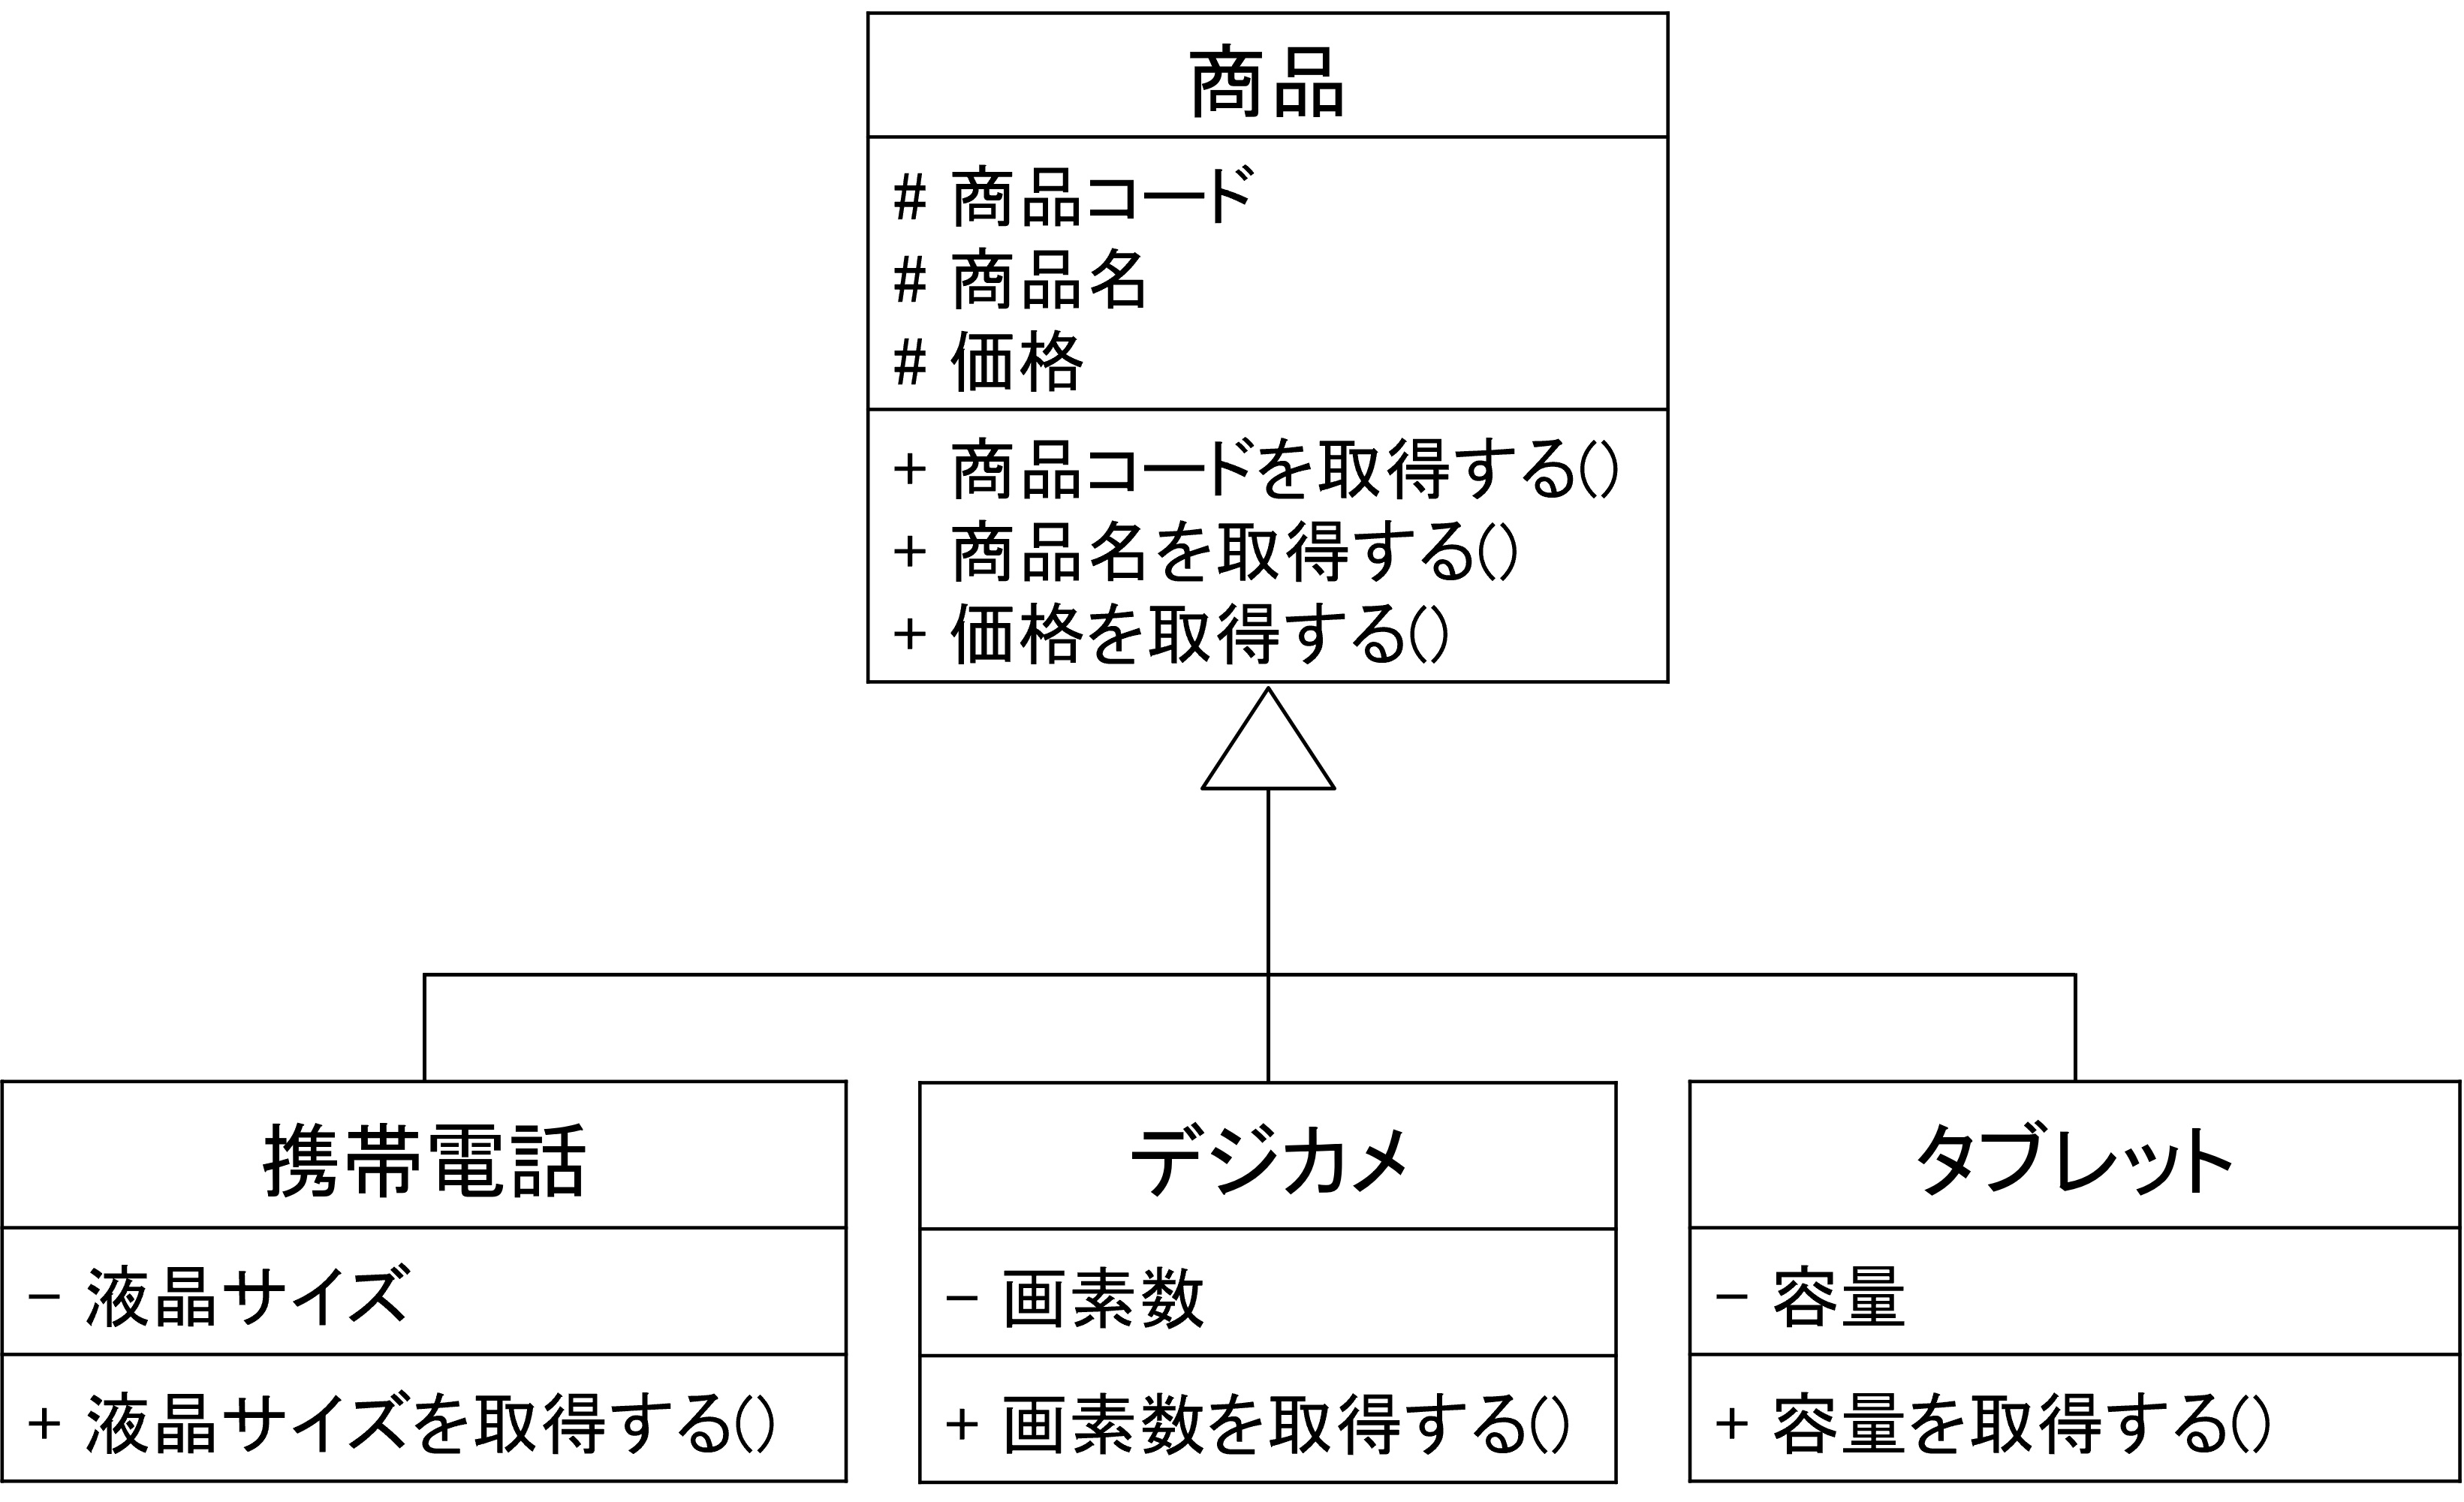 商品
# 商品コード
# 商品名
# 価格
+ 商品コードを取得する()
+ 商品名を取得する()
+ 価格を取得する()
携帯電話
− 液晶サイズ
+ 液晶サイズを取得する()
デジカメ
− 画素数
+ 画素数を取得する()
タブレット
− 容量
+ 容量を取得する()